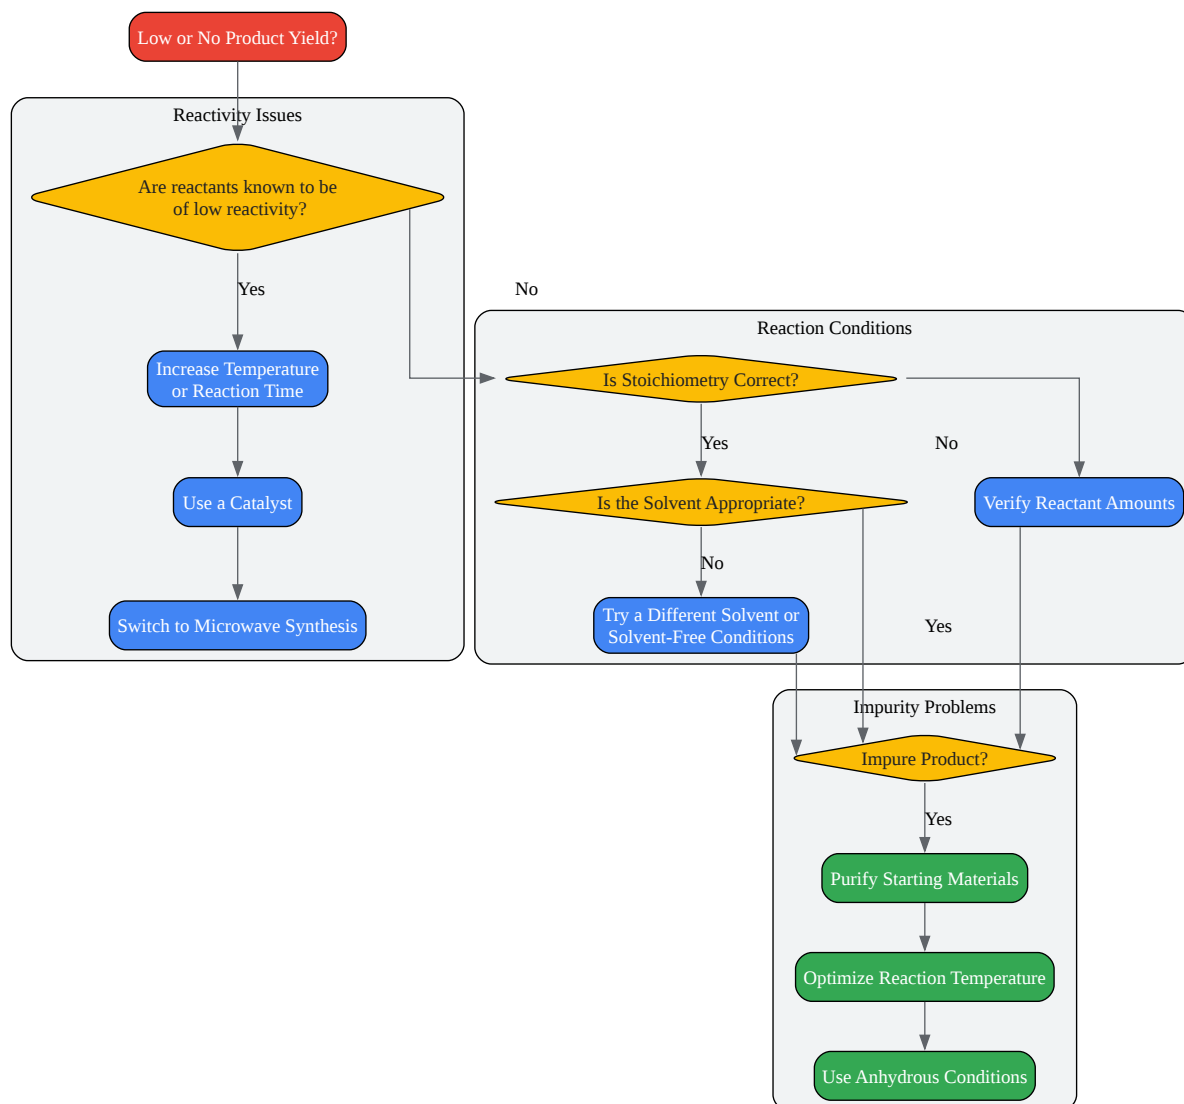 Low or No Product Yield?
Reactivity Issues
Are reactants known to be
of low reactivity?
Yes
No
Increase Temperature
or Reaction Time
Use a Catalyst
Switch to Microwave Synthesis
Reaction Conditions
Is Stoichiometry Correct?
Yes
No
Is the Solvent Appropriate?
Verify Reactant Amounts
No
Try a Different Solvent or
Solvent-Free Conditions
Yes
Impurity Problems
Impure Product?
Yes
Purify Starting Materials
Optimize Reaction Temperature
Use Anhydrous Conditions